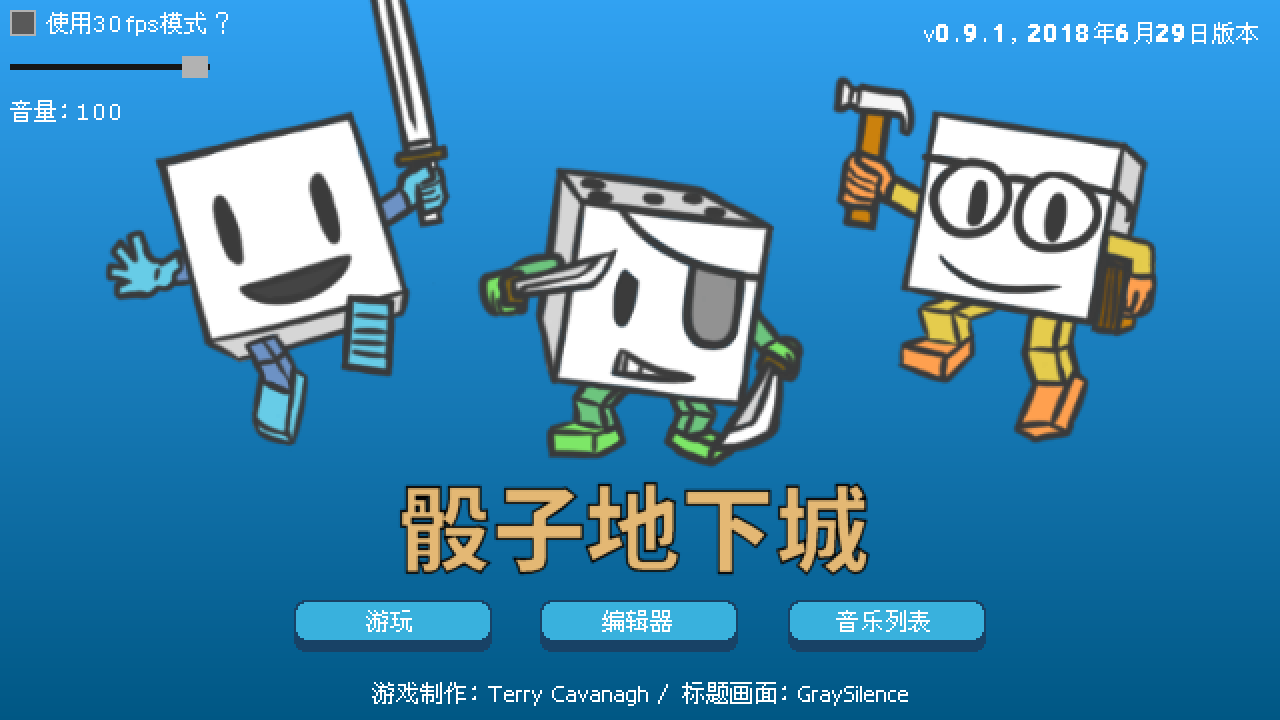 使用30fps模式？
v0.9.1, 2018年6月29日版本
音量: 100
骰子地下城
游玩
编辑器
音乐列表
游戏制作: Terry Cavanagh / 标题画面: GraySilence